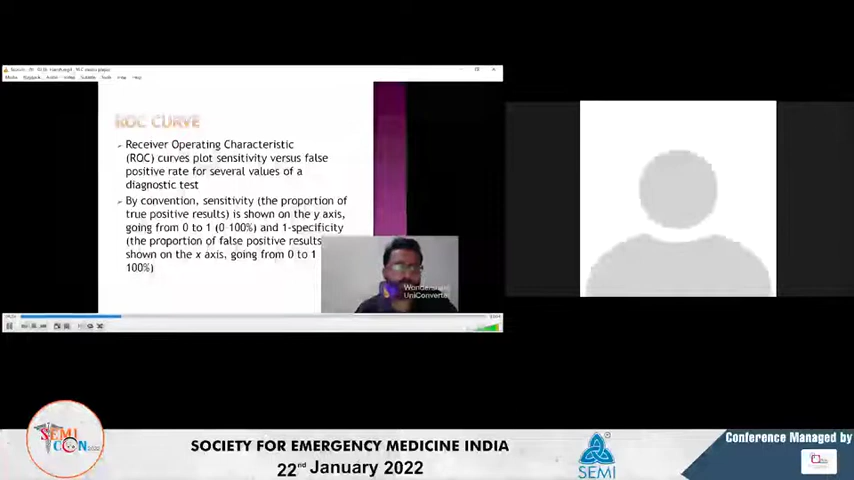 ROC CURVE
Receiver Operating Characteristic
(ROC) curves plot sensitivity versus false
positive rate for several values of a
diagnostic test
By convention, sensitivity (the proportion of
true positive results) is shown on the y axis,
going from 0 to 1 (0 100%) and 1-specificity
(the proportion of false positive results
shown on the x axis, going from 0 to 1
100%)
Wondershare
UniConverter
SEMI
CON 2022
SOCIETY FOR EMERGENCY MEDICINE INDIA
22nd January 2022
SEMI
Conference Managed by